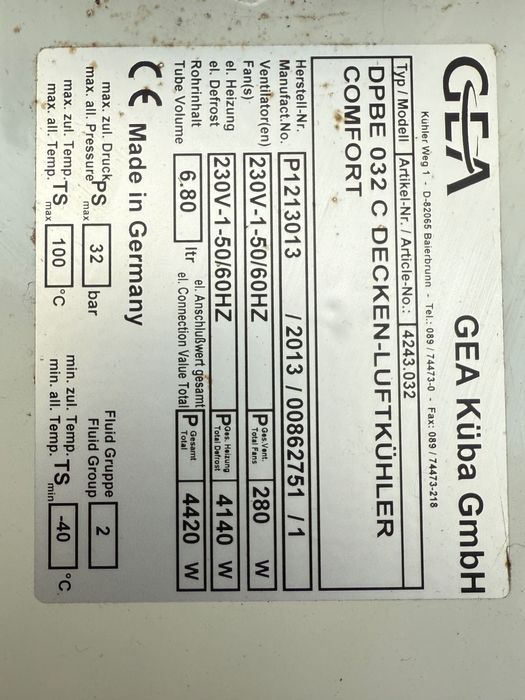 GEA
GEA Küba GmbH
Kühler Weg 1 - D-82065 Baierbrunn - Tel.: 089 / 74473-0 - Fax: 089 / 74473-218
Typ / Modell Artikel-Nr. / Article-No.: 4243.032
DPBE 032 C DECKEN-LUFTKÜHLER
COMFORT
Herstell-Nr.
Manufact.No. P1213013 / 2013 / 00862751 / 1
Ventilator(en)
Fan(s) 230V-1-50/60HZ P Ges.Vent. Total Fans 280 W
el. Heizung
el. Defrost 230V-1-50/60HZ P Ges. Heizung Total Defrost 4140 W
Rohrinhalt
Tube Volume 6.80 ltr
el. Anschlußwert gesamt
el. Connection Value Total P Gesamt Total 4420 W
CE Made in Germany
max. zul. Druck
max. all. Pressure PS max 32 bar
Fluid Gruppe
Fluid Group 2
max. zul. Temp.
max. all. Temp. TS max 100 °C
min. zul. Temp.
min. all. Temp. TS min -40 °C.